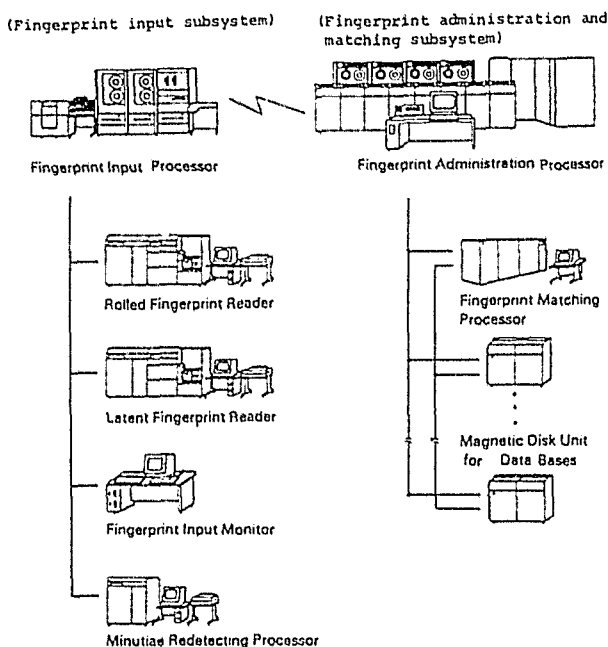 (Fingerprint input subsystem)
(Fingerprint administration and
matching subsystem)
Fingerprint Input Processor
Fingerprint Administration Processor
Rolled Fingerprint Reader
Fingerprint Matching
Processor
Latent Fingerprint Reader
Magnetic Disk Unit
for Data Bases
Fingerprint Input Monitor
Minutiae Redetecting Processor